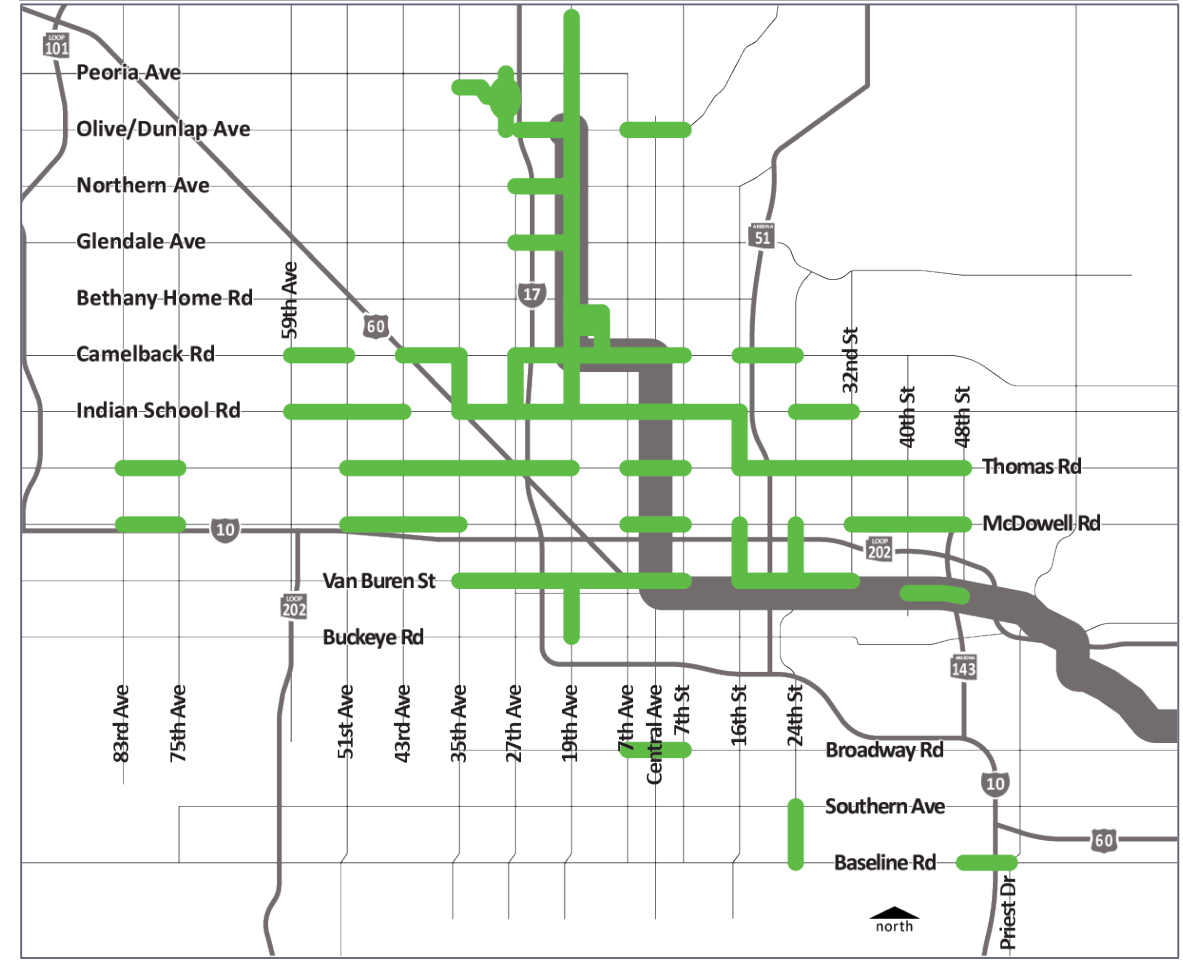 LOOP
101
Peoria Ave
Olive/Dunlap Ave
Northern Ave
Glendale Ave
ARIZONA
51
Bethany Home Rd
59th Ave
17
60
Camelback Rd
32nd St
Indian School Rd
40th St
48th St
Thomas Rd
10
McDowell Rd
LOOP
202
Van Buren St
LOOP
202
Buckeye Rd
ARIZONA
143
83rd Ave
75th Ave
51st Ave
43rd Ave
35th Ave
27th Ave
19th Ave
7th Ave
Central Ave
7th St
16th St
24th St
Broadway Rd
10
Southern Ave
60
Baseline Rd
Priest Dr
north